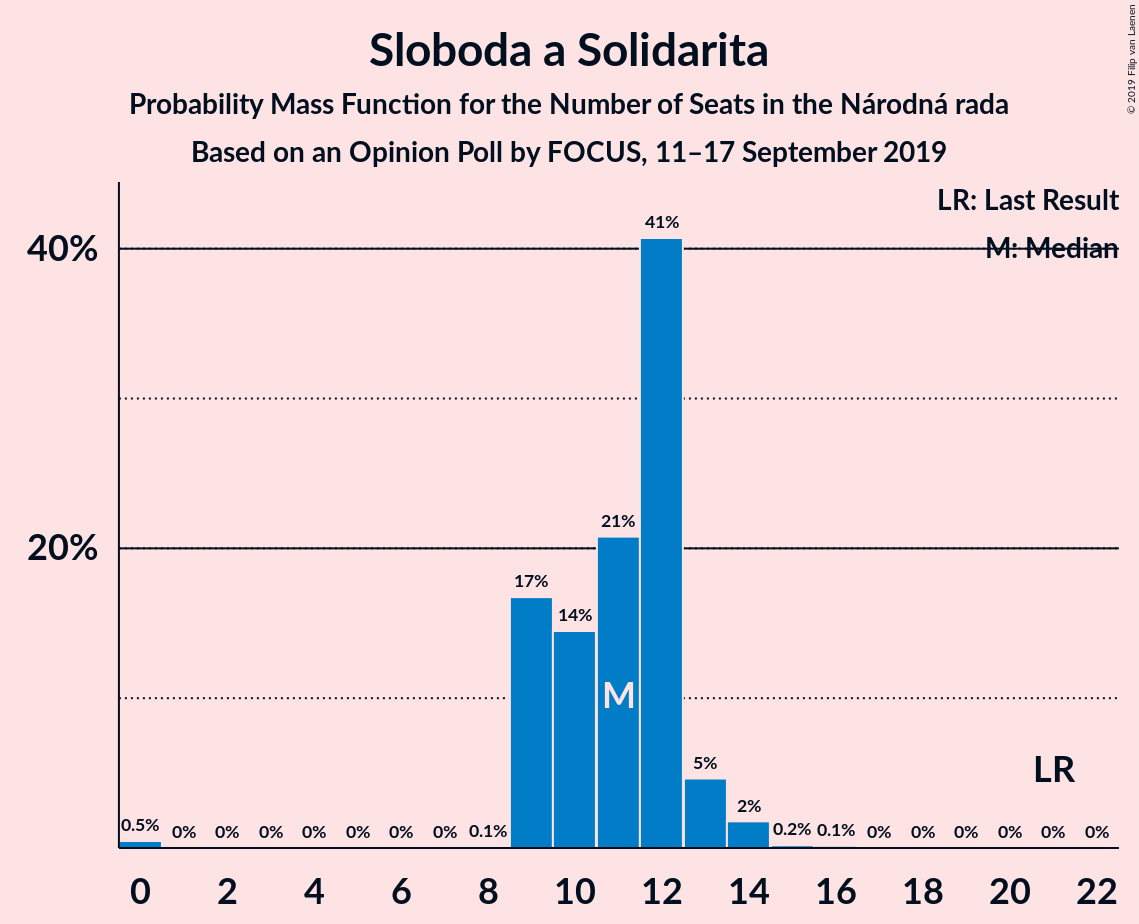 Sloboda a Solidarita
Probability Mass Function for the Number of Seats in the Národná rada
Based on an Opinion Poll by FOCUS, 11–17 September 2019
© 2019 Filip van Laenen
LR: Last Result
M: Median
40%
20%
41%
21%
17%
14%
M
5%
LR
2%
0.5% 0% 0% 0% 0% 0% 0% 0% 0.1% 0.2% 0.1% 0% 0% 0% 0% 0% 0%
0 2 4 6 8 10 12 14 16 18 20 22